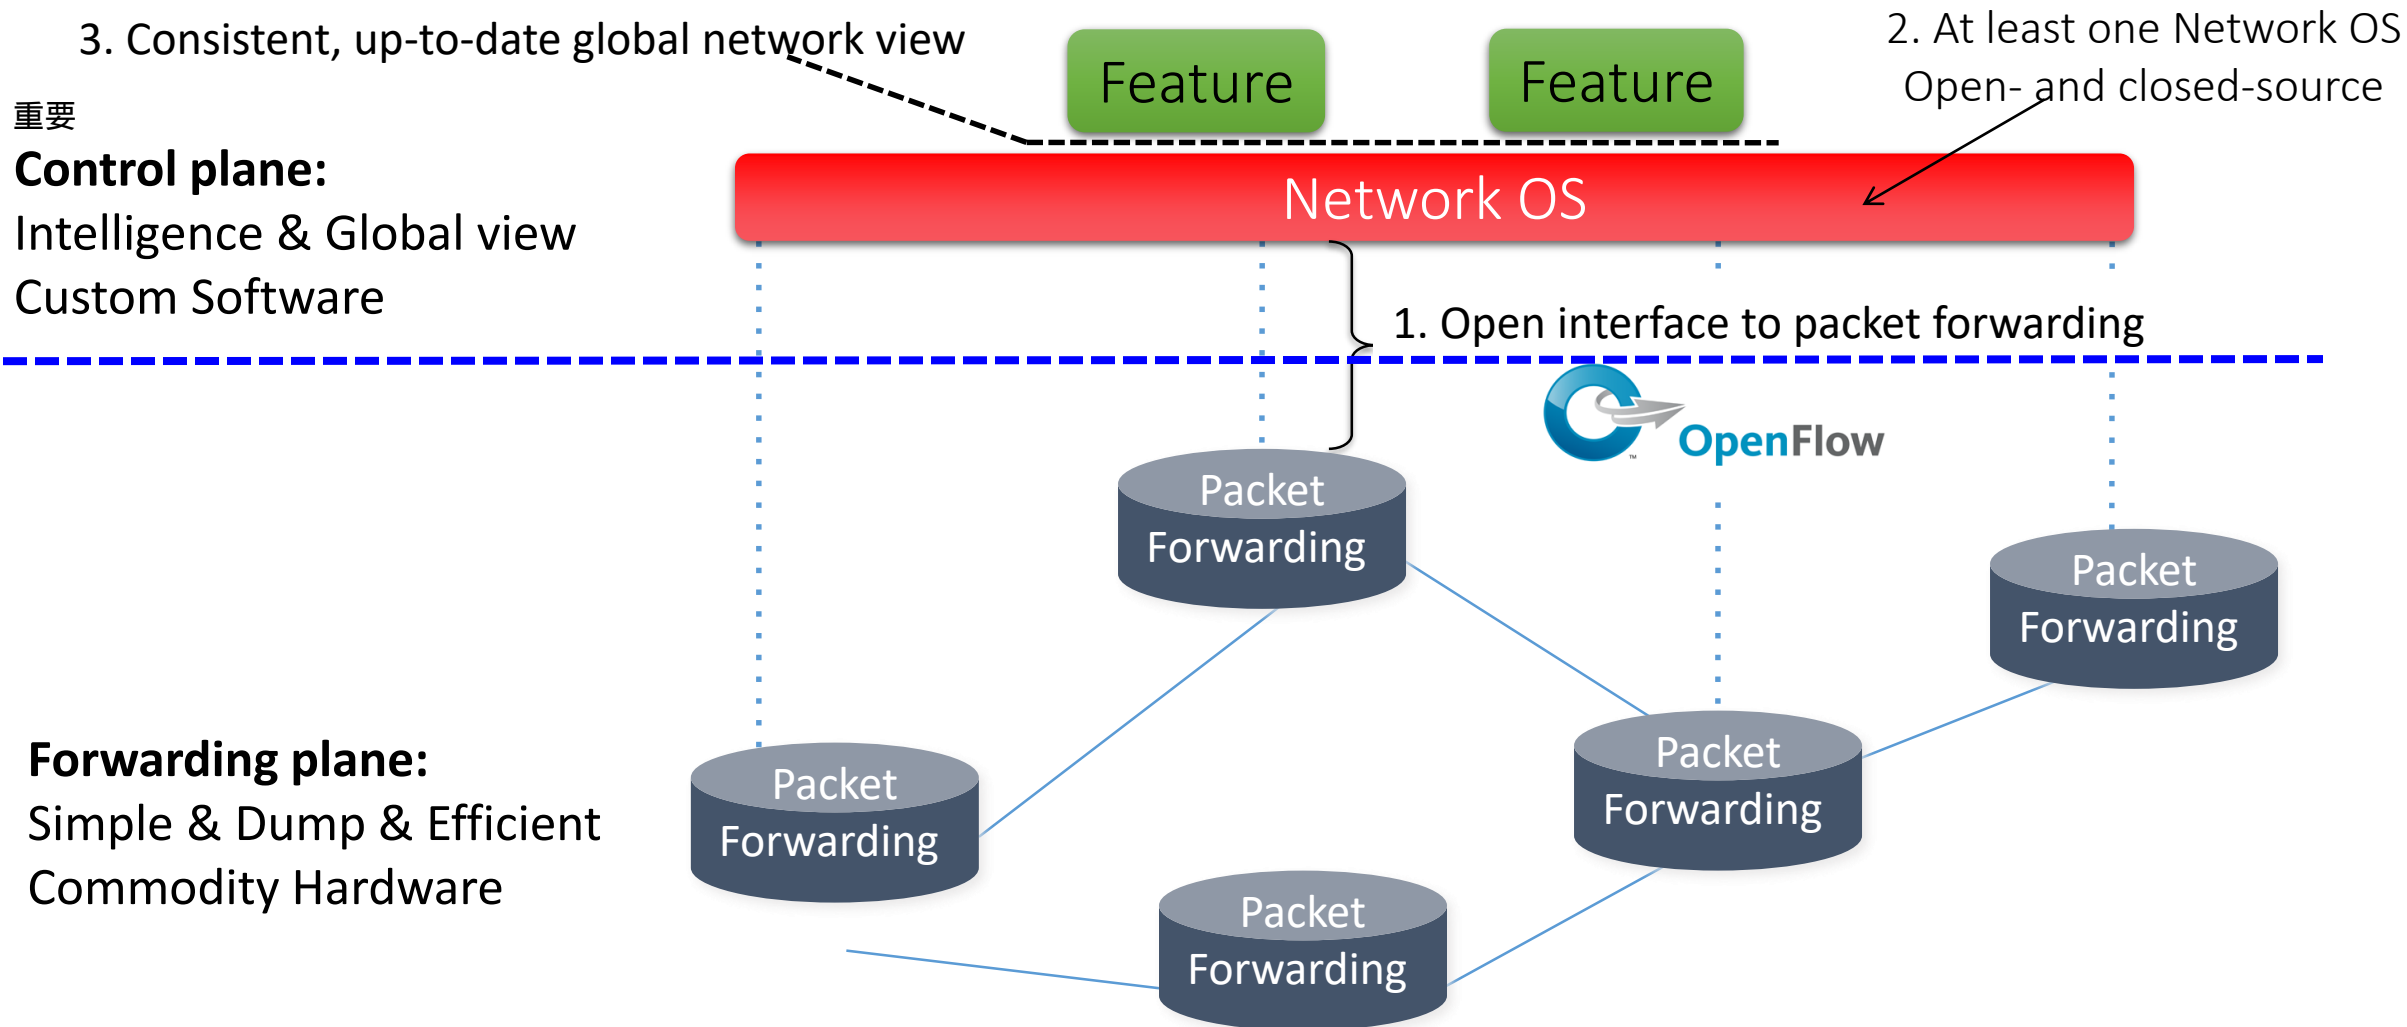 3. Consistent, up-to-date global network view
Feature
Feature
2. At least one Network OS
Open- and closed-source
重要
Control plane:
Intelligence & Global view
Custom Software
Network OS
1. Open interface to packet forwarding
OpenFlow
™
Packet
Forwarding
Packet
Forwarding
Forwarding plane:
Simple & Dump & Efficient
Commodity Hardware
Packet
Forwarding
Packet
Forwarding
Packet
Forwarding